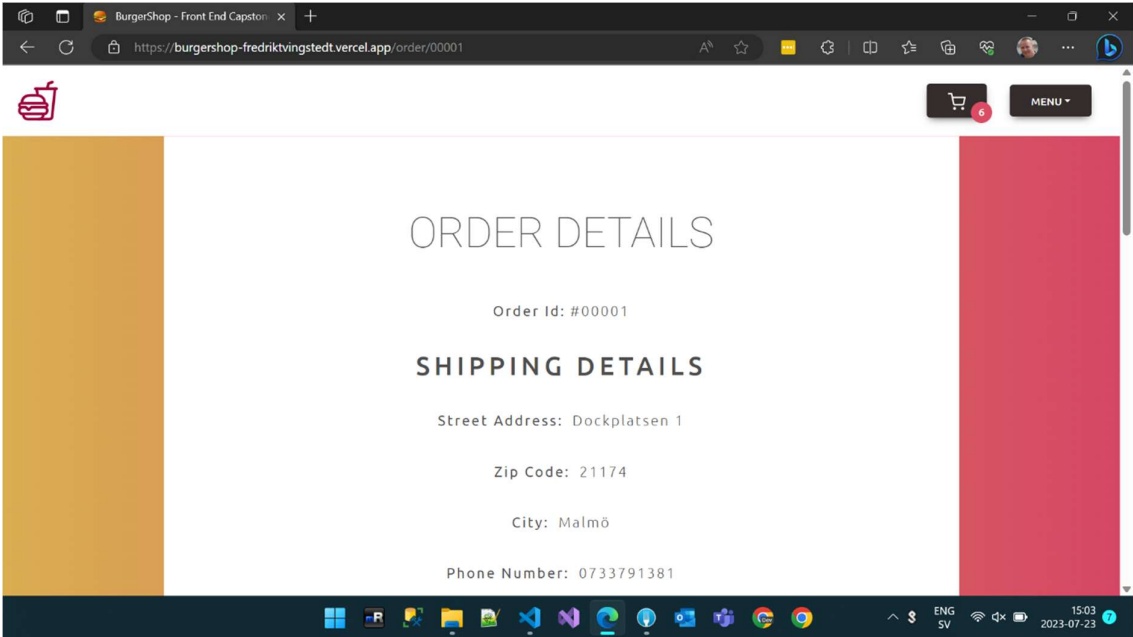 BurgerShop - Front End Capston
https://burgershop-fredriktvingstedt.vercel.app/order/00001
6
MENU
ORDER DETAILS
Order Id: #00001
SHIPPING DETAILS
Street Address: Dockplatsen 1
Zip Code: 21174
City: Malmö
Phone Number: 0733791381
ENG
SV
15:03
2023-07-23
7